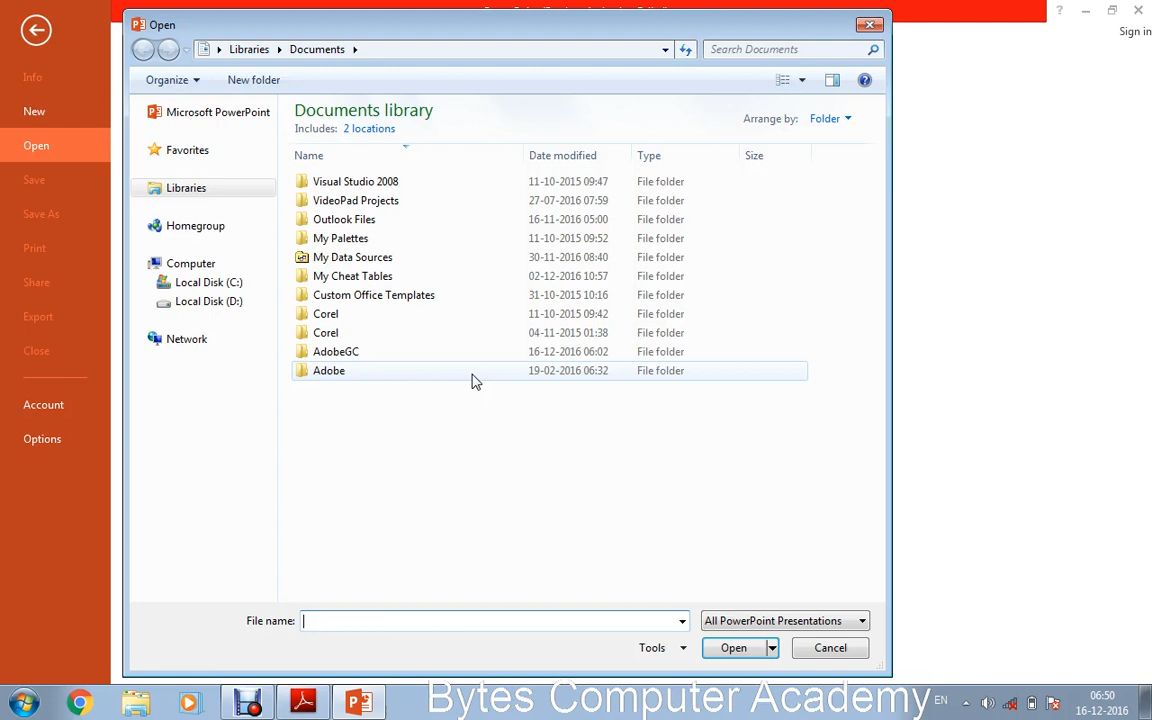 Open
?
Sign in
Libraries
Documents
Search Documents
Organize
New folder
?
Info
New
Open
Save
Save As
Print
Share
Export
Close
Account
Options
Microsoft PowerPoint
Favorites
Libraries
Homegroup
Computer
Local Disk (C:)
Local Disk (D:)
Network
Documents library
Includes: 2 locations
Arrange by: Folder
Name Date modified Type Size
Visual Studio 2008 11-10-2015 09:47 File folder
VideoPad Projects 27-07-2016 07:59 File folder
Outlook Files 16-11-2016 05:00 File folder
My Palettes 11-10-2015 09:52 File folder
My Data Sources 30-11-2016 08:40 File folder
My Cheat Tables 02-12-2016 10:57 File folder
Custom Office Templates 31-10-2015 10:16 File folder
Corel 11-10-2015 09:42 File folder
Corel 04-11-2015 01:38 File folder
AdobeGC 16-12-2016 06:02 File folder
Adobe 19-02-2016 06:32 File folder
File name:
All PowerPoint Presentations
Tools
Open
Cancel
Bytes Computer Academy
EN
06:50
16-12-2016